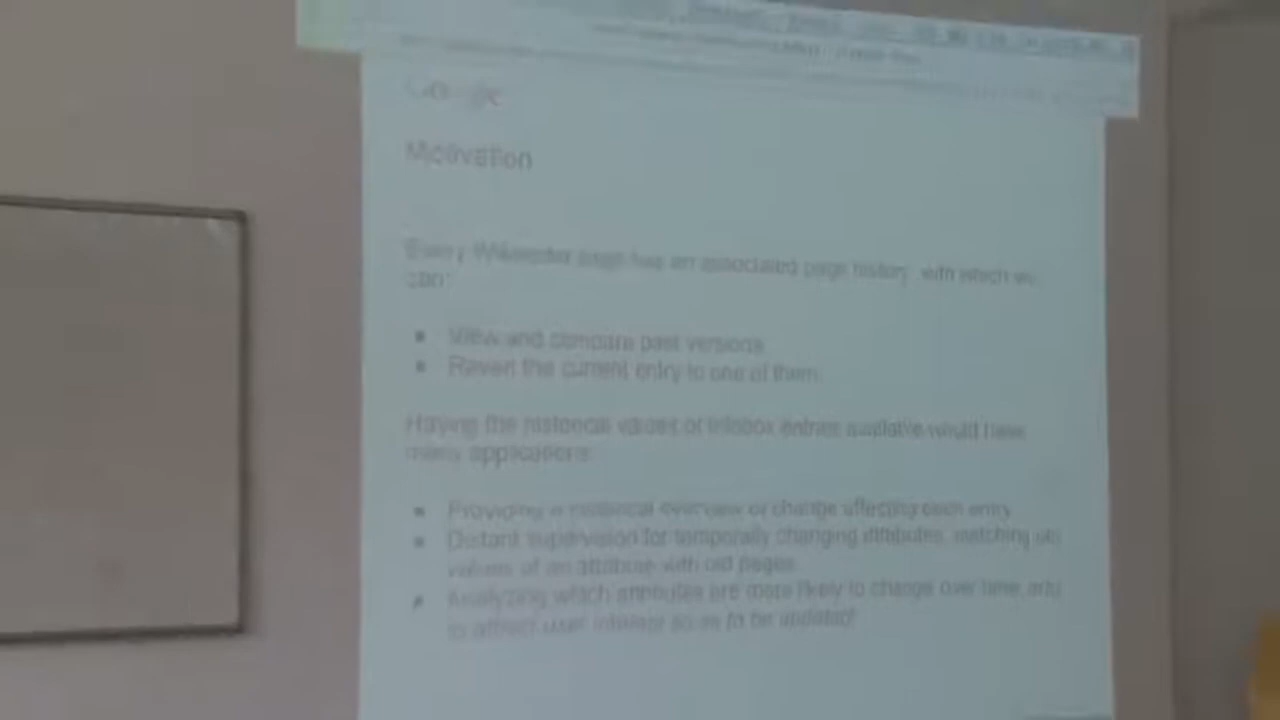 Google
Motivation
Every Wikipedia page has an associated page history, with which we
can:
View and compare past versions
Revert the current entry to one of them.
Having the historical values of infobox entries available would have
many applications:
Providing a historical overview of change affecting each entry
Distant supervision for temporally changing attributes, matching old
values of an attribute with old pages
Analyzing which attributes are more likely to change over time and
to attract user interest so as to be updated